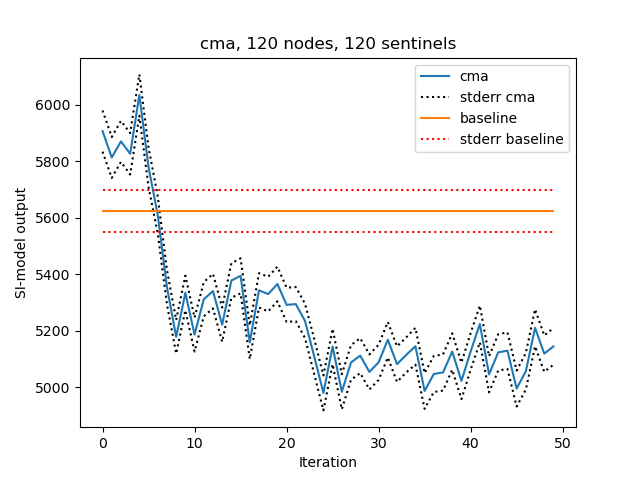 cma, 120 nodes, 120 sentinels
cma
stderr cma
baseline
stderr baseline
SI-model output
6000
5800
5600
5400
5200
5000
0 10 20 30 40 50
Iteration